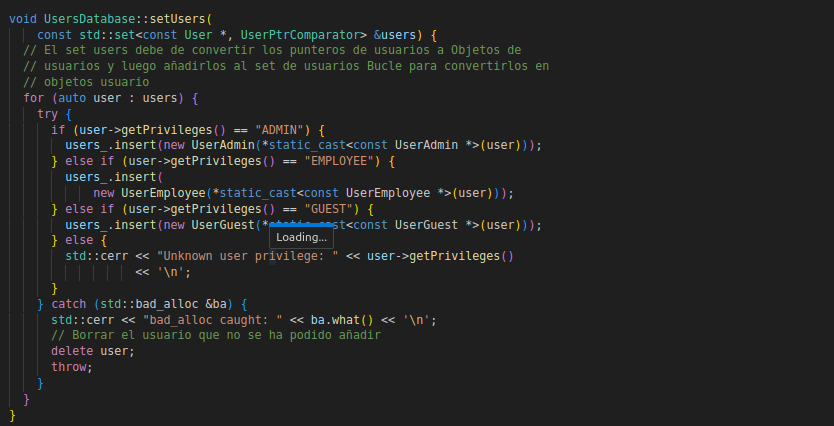 void UsersDatabase::setUsers(
const std::set<const User *, UserPtrComparator> &users) {
// El set users debe de convertir los punteros de usuarios a Objetos de
// usuarios y luego añadirlos al set de usuarios Bucle para convertirlos en
// objetos usuario
for (auto user : users) {
try {
if (user->getPrivileges() == "ADMIN") {
users_.insert(new UserAdmin(*static_cast<const UserAdmin *>(user)));
} else if (user->getPrivileges() == "EMPLOYEE") {
users_.insert(
new UserEmployee(*static_cast<const UserEmployee *>(user)));
} else if (user->getPrivileges() == "GUEST") {
users_.insert(new UserGuest(*static_cast<const UserGuest *>(user)));
Loading...
} else {
std::cerr << "Unknown user privilege: " << user->getPrivileges()
<< '\n';
}
} catch (std::bad_alloc &ba) {
std::cerr << "bad_alloc caught: " << ba.what() << '\n';
// Borrar el usuario que no se ha podido añadir
delete user;
throw;
}
}
}